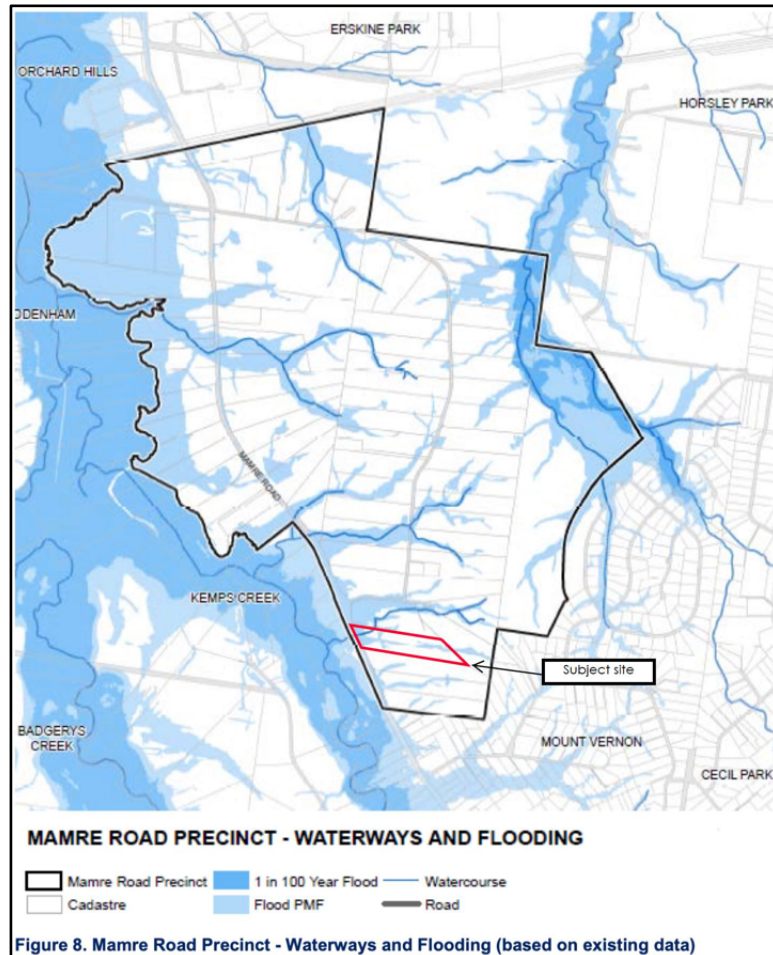 ERSKINE PARK
ORCHARD HILLS
HORSLEY PARK
DDENHAM
MAMRE ROAD
KEMPS CREEK
Subject site
BADGERYS
CREEK
MOUNT VERNON
CECIL PARK
MAMRE ROAD PRECINCT - WATERWAYS AND FLOODING
Mamre Road Precinct 1 in 100 Year Flood Watercourse
Cadastre Flood PMF Road
Figure 8. Mamre Road Precinct - Waterways and Flooding (based on existing data)